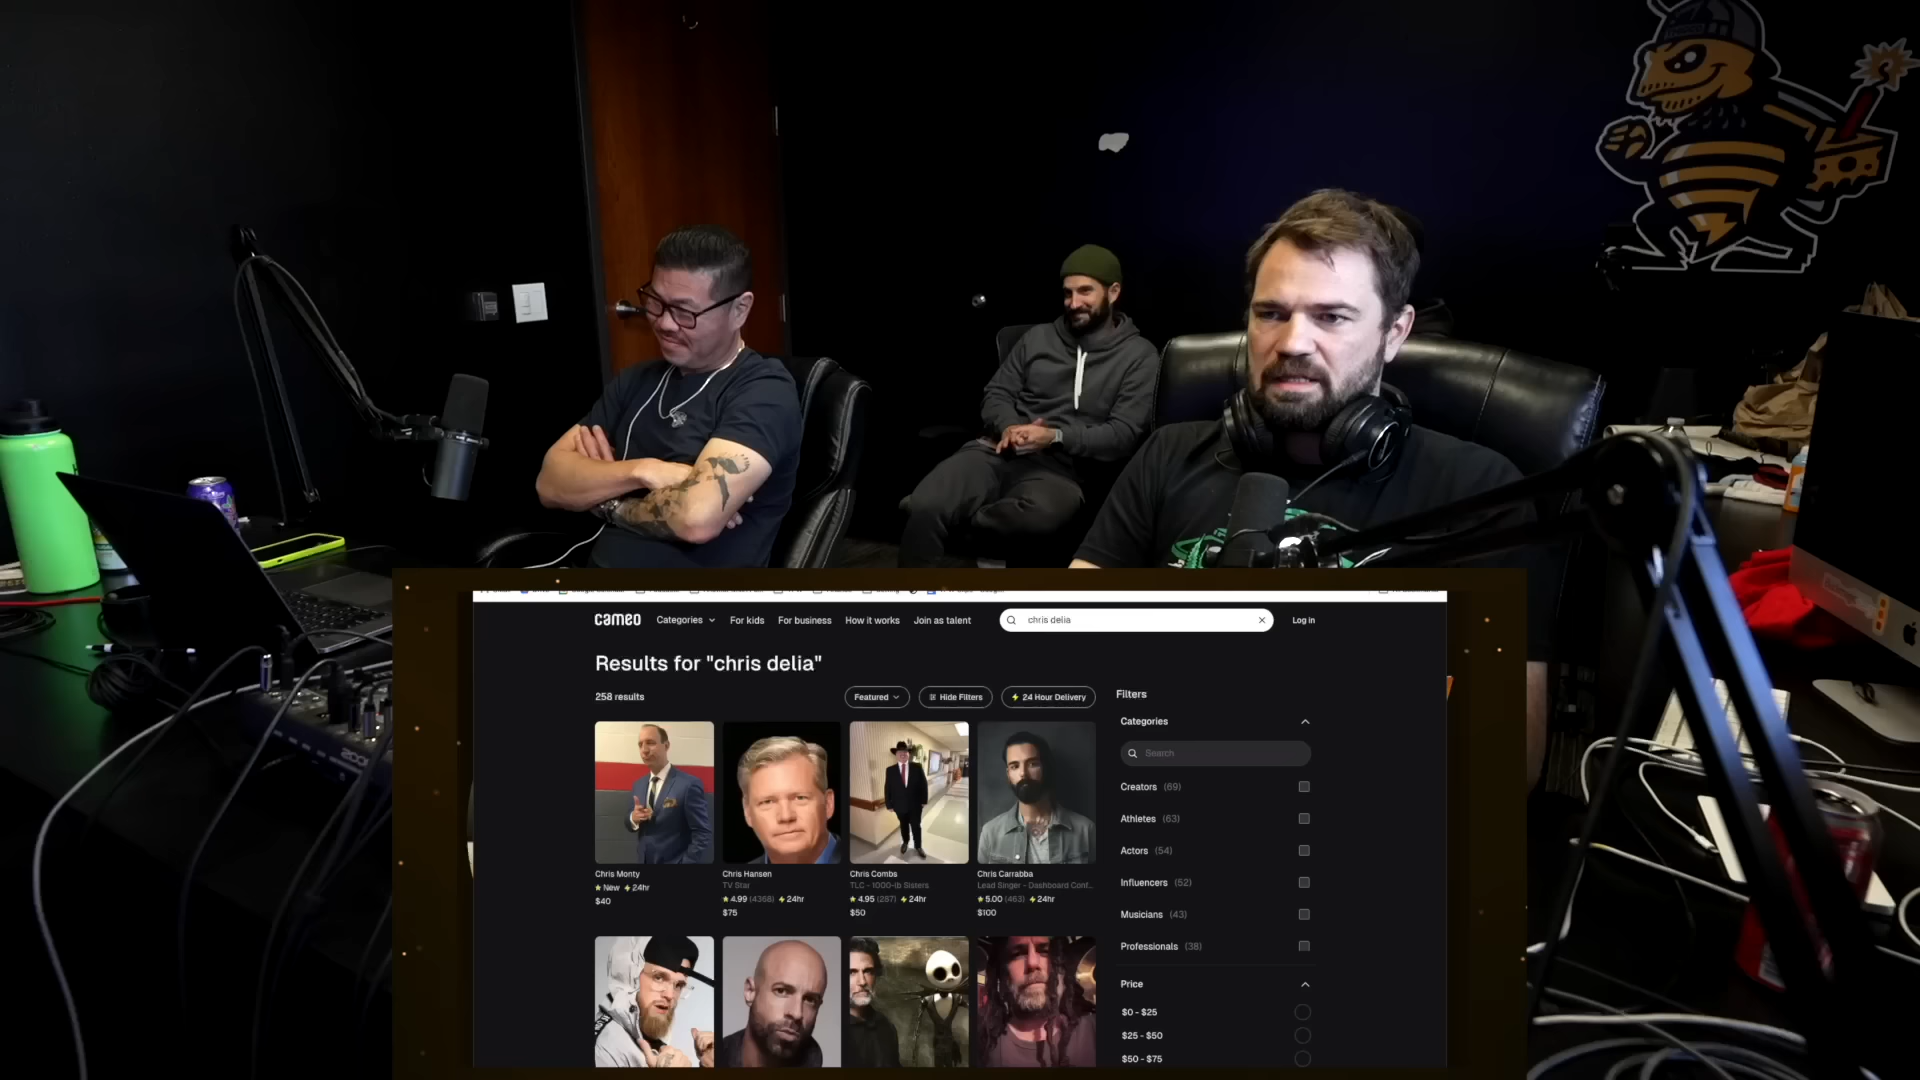 cameo Categories For kids For business How it works Join as talent chris delia Log in
Results for "chris delia"
258 results Featured Hide Filters 24 Hour Delivery
Filters
Categories
Search
Creators (69)
Athletes (63)
Actors (54)
Influencers (52)
Musicians (43)
Professionals (38)
Price
$0 - $25
$25 - $50
$50 - $75
Chris Monty
New 24hr
$40
Chris Hansen
TV Star
4.99 (4368) 24hr
$75
Chris Combs
TLC - 1000-lb Sisters
4.95 (287) 24hr
$50
Chris Carrabba
Lead Singer - Dashboard Conf...
5.00 (463) 24hr
$100